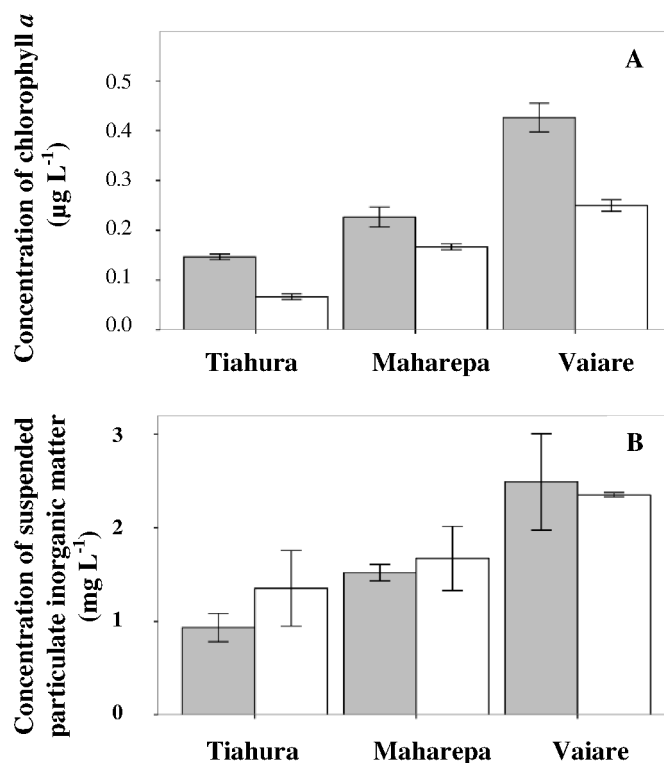 Concentration of chlorophyll a
(µg L-1)
A
0.5
0.4
0.3
0.2
0.1
0.0
Tiahura Maharepa Vaiare
Concentration of suspended
particulate inorganic matter
(mg L-1)
B
3
2
1
0
Tiahura Maharepa Vaiare